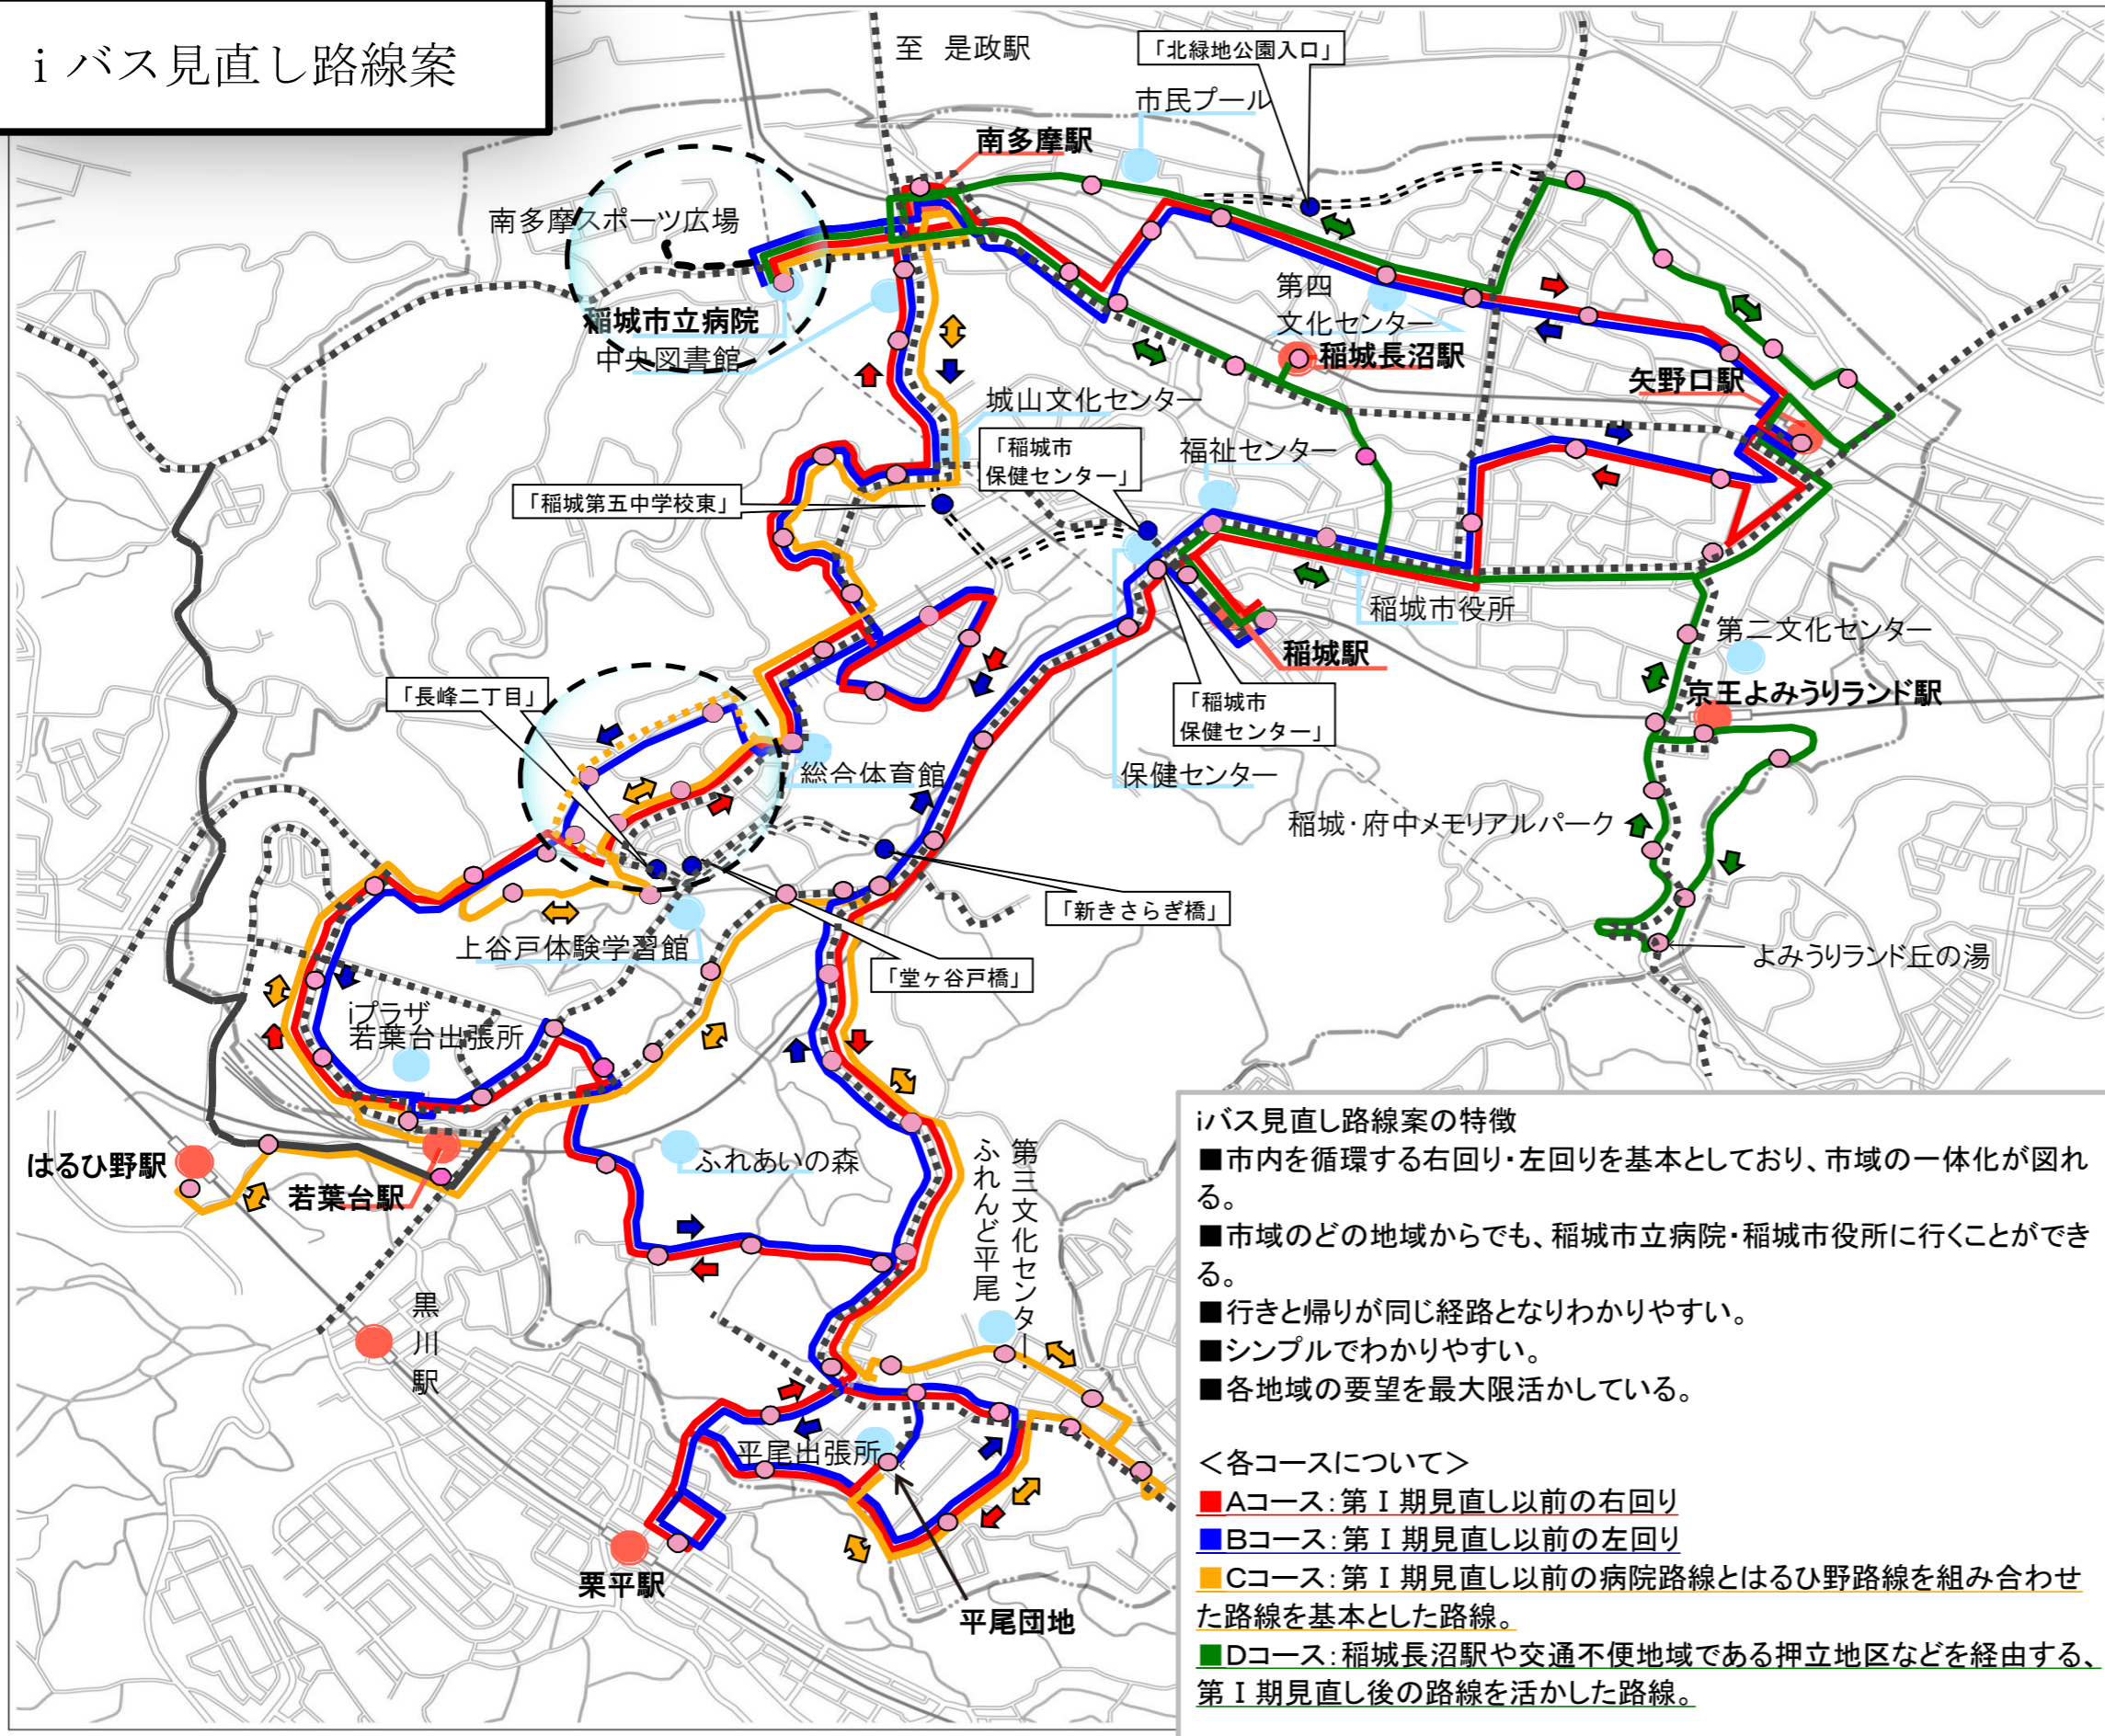 i バス見直し路線案
至 是政駅
「北緑地公園入口」
市民プール
南多摩駅
南多摩スポーツ広場
稲城市立病院
中央図書館
第四
文化センター
稲城長沼駅
矢野口駅
城山文化センター
「稲城市
保健センター」
福祉センター
「稲城第五中学校東」
稲城市役所
第二文化センター
稲城駅
京王よみうりランド駅
「長峰二丁目」
「稲城市
保健センター」
総合体育館
保健センター
稲城・府中メモリアルパーク
「新きさらぎ橋」
上谷戸体験学習館
「堂ヶ谷戸橋」
よみうりランド丘の湯
iプラザ
若葉台出張所
はるひ野駅
若葉台駅
ふれあいの森
第三文化センター
ふれんど平尾
黒川駅
平尾出張所
栗平駅
平尾団地
iバス見直し路線案の特徴
■市内を循環する右回り・左回りを基本としており、市域の一体化が図れ
る。
■市域のどの地域からでも、稲城市立病院・稲城市役所に行くことができ
る。
■行きと帰りが同じ経路となりわかりやすい。
■シンプルでわかりやすい。
■各地域の要望を最大限活かしている。
＜各コースについて＞
■Aコース：第Ⅰ期見直し以前の右回り
■Bコース：第Ⅰ期見直し以前の左回り
■Cコース：第Ⅰ期見直し以前の病院路線とはるひ野路線を組み合わせ
た路線を基本とした路線。
■Dコース：稲城長沼駅や交通不便地域である押立地区などを経由する、
第Ⅰ期見直し後の路線を活かした路線。